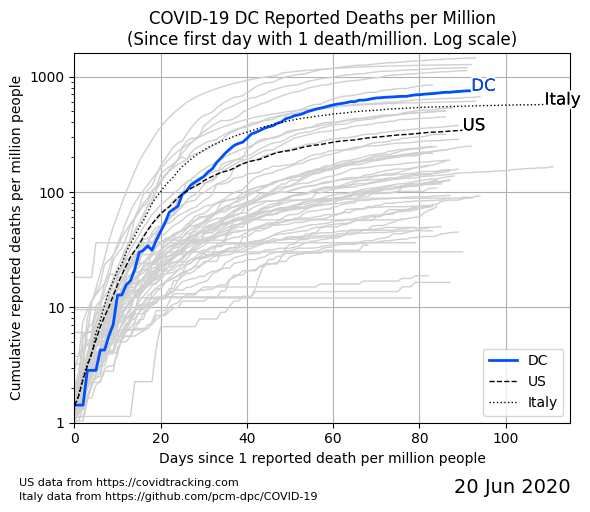 COVID-19 DC Reported Deaths per Million
(Since first day with 1 death/million. Log scale)
Cumulative reported deaths per million people
1000
100
10
1
DC
Italy
US
DC
US
Italy
0 20 40 60 80 100
Days since 1 reported death per million people
US data from https://covidtracking.com
Italy data from https://github.com/pcm-dpc/COVID-19
20 Jun 2020